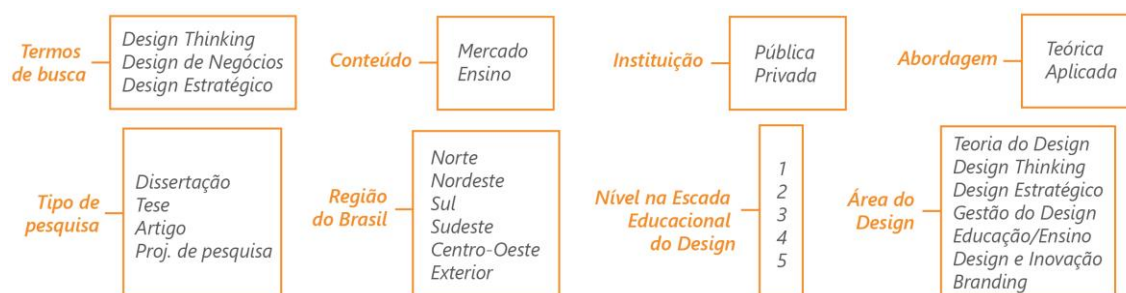 Termos
de busca
Design Thinking
Design de Negócios
Design Estratégico
Conteúdo
Mercado
Ensino
Instituição
Pública
Privada
Abordagem
Teórica
Aplicada
Tipo de
pesquisa
Dissertação
Tese
Artigo
Proj. de pesquisa
Região
do Brasil
Norte
Nordeste
Sul
Sudeste
Centro-Oeste
Exterior
Nível na Escada
Educacional
do Design
1
2
3
4
5
Área do
Design
Teoria do Design
Design Thinking
Design Estratégico
Gestão do Design
Educação/Ensino
Design e Inovação
Branding